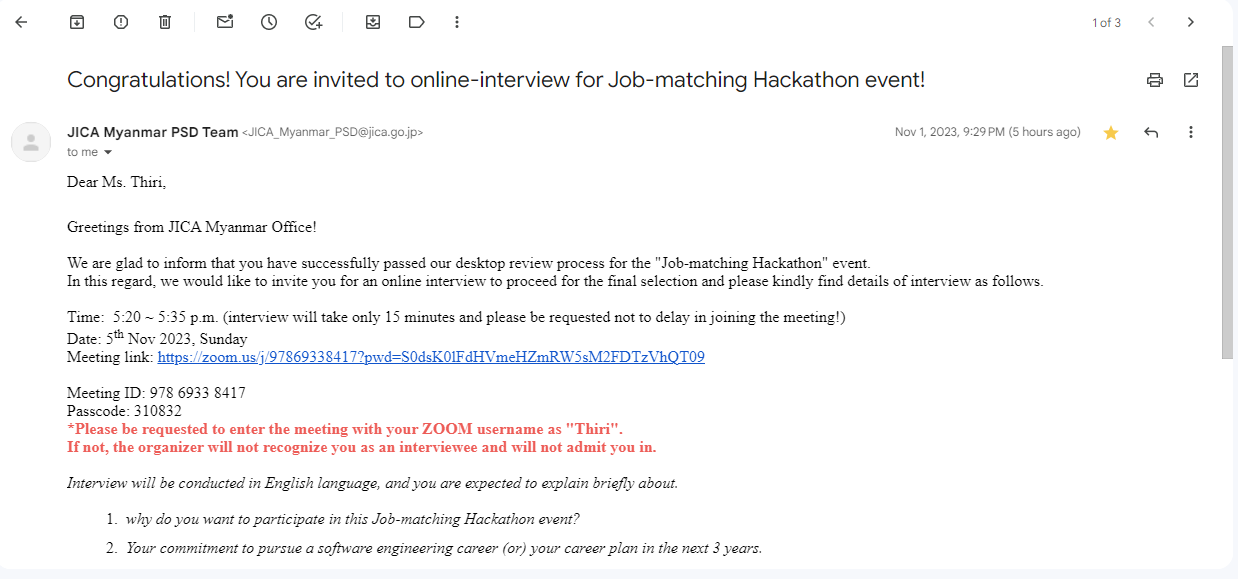 1 of 3
Congratulations! You are invited to online-interview for Job-matching Hackathon event!
JICA Myanmar PSD Team <JICA_Myanmar_PSD@jica.go.jp>
Nov 1, 2023, 9:29 PM (5 hours ago)
to me
Dear Ms. Thiri,
Greetings from JICA Myanmar Office!
We are glad to inform that you have successfully passed our desktop review process for the "Job-matching Hackathon" event.
In this regard, we would like to invite you for an online interview to proceed for the final selection and please kindly find details of interview as follows.
Time:  5:20 ~ 5:35 p.m. (interview will take only 15 minutes and please be requested not to delay in joining the meeting!)
Date: 5th Nov 2023, Sunday
Meeting link: https://zoom.us/j/97869338417?pwd=S0dsK0lFdHVmeHZmRW5sM2FDTzVhQT09
Meeting ID: 978 6933 8417
Passcode: 310832
*Please be requested to enter the meeting with your ZOOM username as "Thiri".
If not, the organizer will not recognize you as an interviewee and will not admit you in.
Interview will be conducted in English language, and you are expected to explain briefly about.
1. why do you want to participate in this Job-matching Hackathon event?
2. Your commitment to pursue a software engineering career (or) your career plan in the next 3 years.